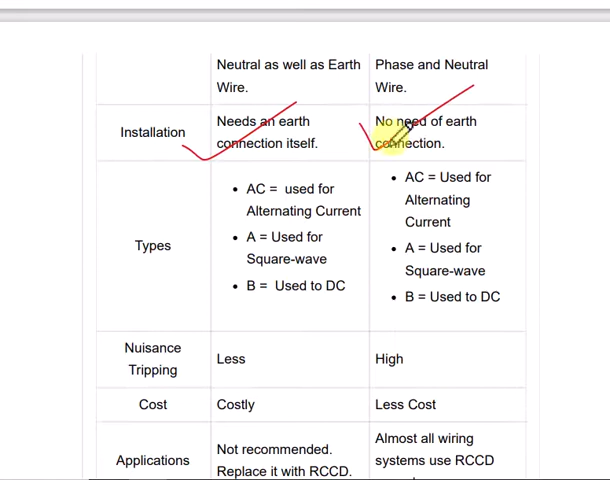 Neutral as well as Earth
Wire.
Phase and Neutral
Wire.
Installation
Needs an earth
connection itself.
No need of earth
connection.
Types
• AC = used for
Alternating Current
• A = Used for
Square-wave
• B = Used to DC
• AC = Used for
Alternating
Current
• A = Used for
Square-wave
• B = Used to DC
Nuisance
Tripping
Less
High
Cost
Costly
Less Cost
Applications
Not recommended.
Replace it with RCCD.
Almost all wiring
systems use RCCD